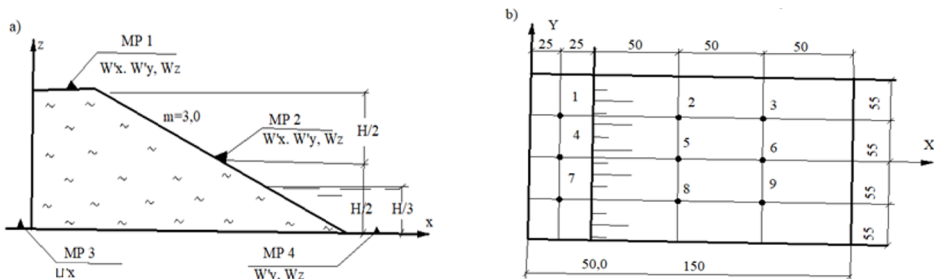 a)
z
MP 1
W'x. W'y, Wz
m=3,0
MP 2
W'x. W'y, Wz
H/2
H/2
H/3
x
MP 3
MP 4
W'y, Wz
b)
Y
25 25 50 50 50
1 2 3
4 5 6
7 8 9
X
55
55
55
55
50,0 150